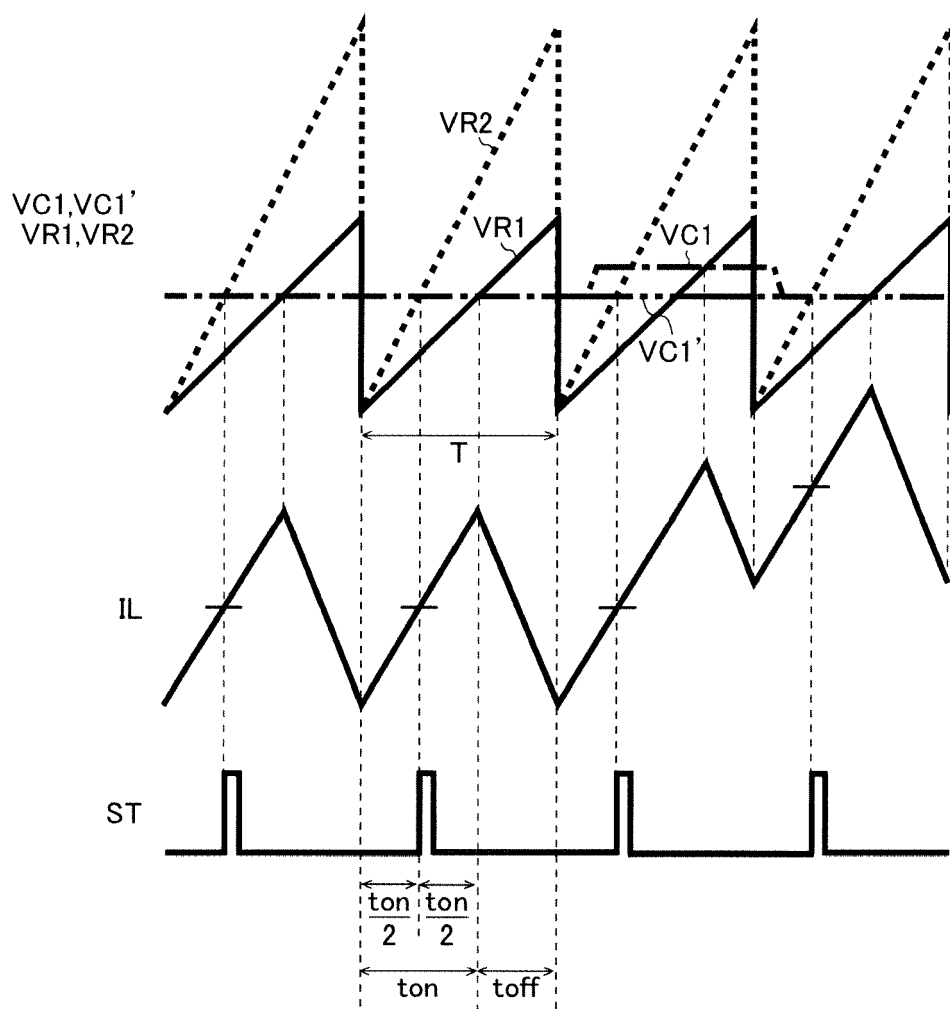 VR2
VC1,VC1'
VR1,VR2
VR1
VC1
VC1'
T
IL
ST
ton
2
ton
2
ton
toff